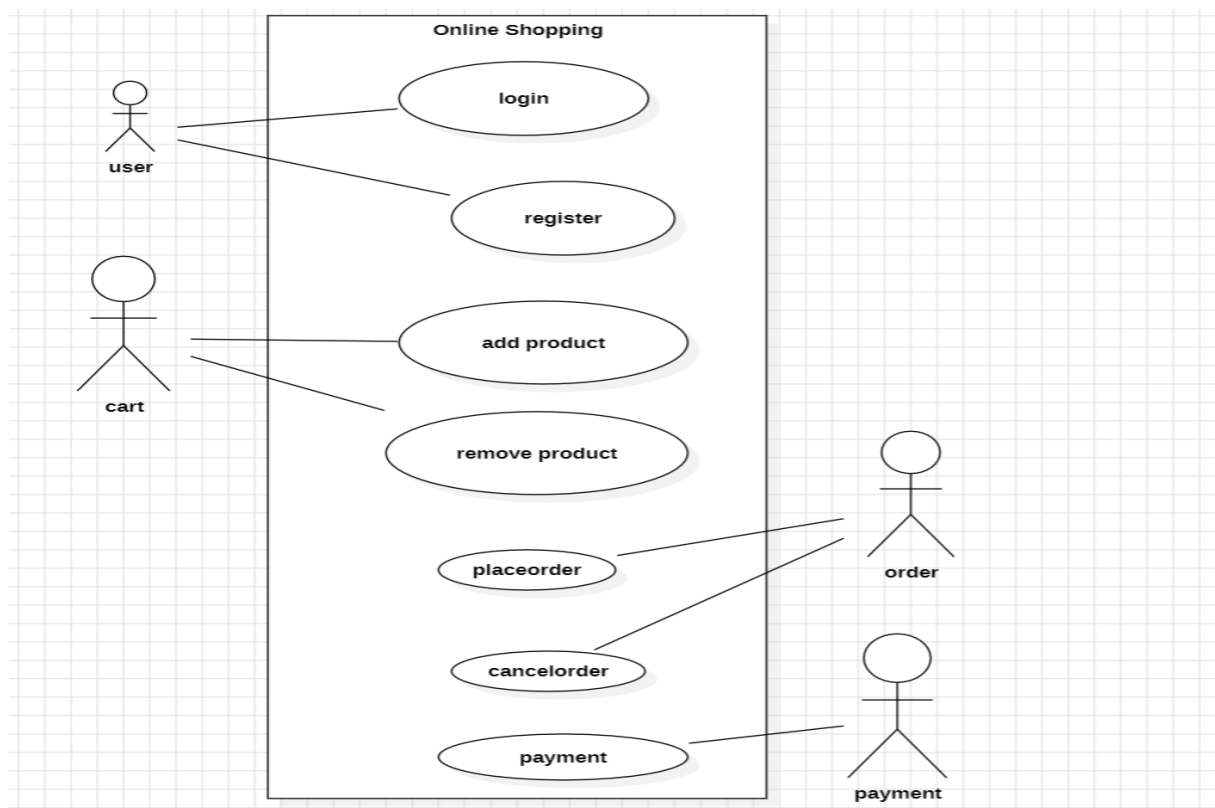 Online Shopping
login
user
register
add product
cart
remove product
placeorder
order
cancelorder
payment
payment